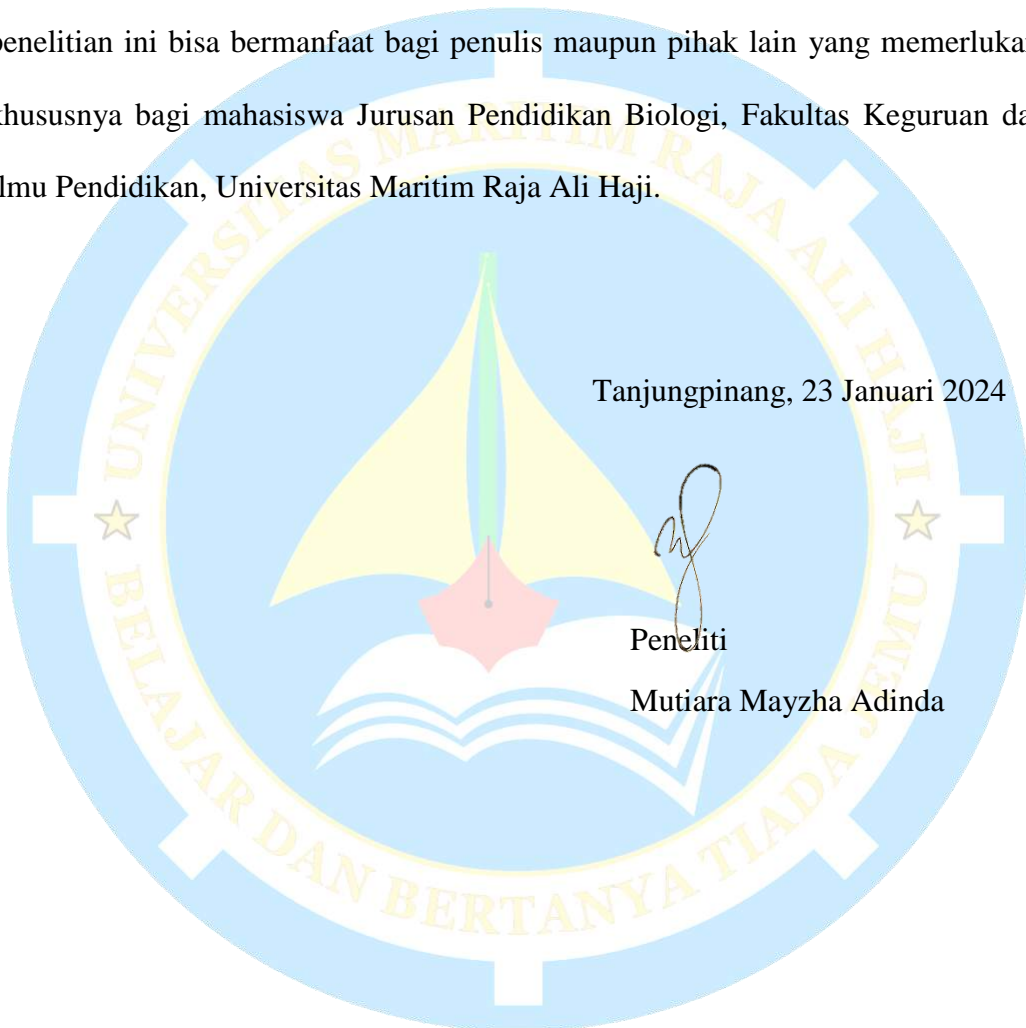 penelitian ini bisa bermanfaat bagi penulis maupun pihak lain yang memerlukan
khususnya bagi mahasiswa Jurusan Pendidikan Biologi, Fakultas Keguruan da
Ilmu Pendidikan, Universitas Maritim Raja Ali Haji.
UNIVERSITAS MARITIM RAJA ALI HAJI
Tanjungpinang, 23 Januari 2024
Peneliti
Mutiara Mayzha Adinda
BELAJAR DAN BERTANYA TIADA JEMU